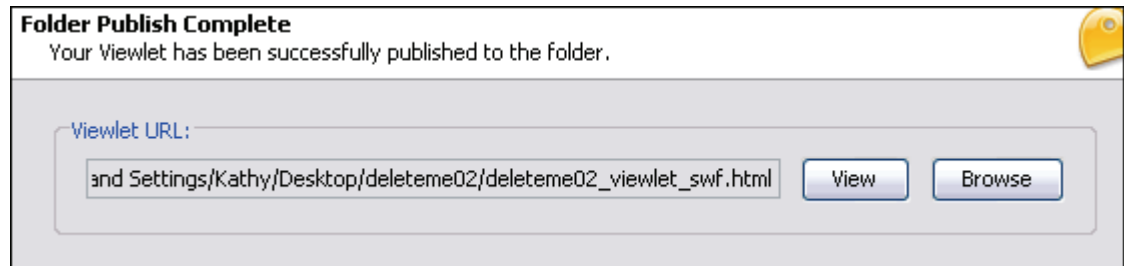 Folder Publish Complete
Your Viewlet has been successfully published to the folder.
Viewlet URL:
and Settings/Kathy/Desktop/deleteme02/deleteme02_viewlet_swf.html View Browse